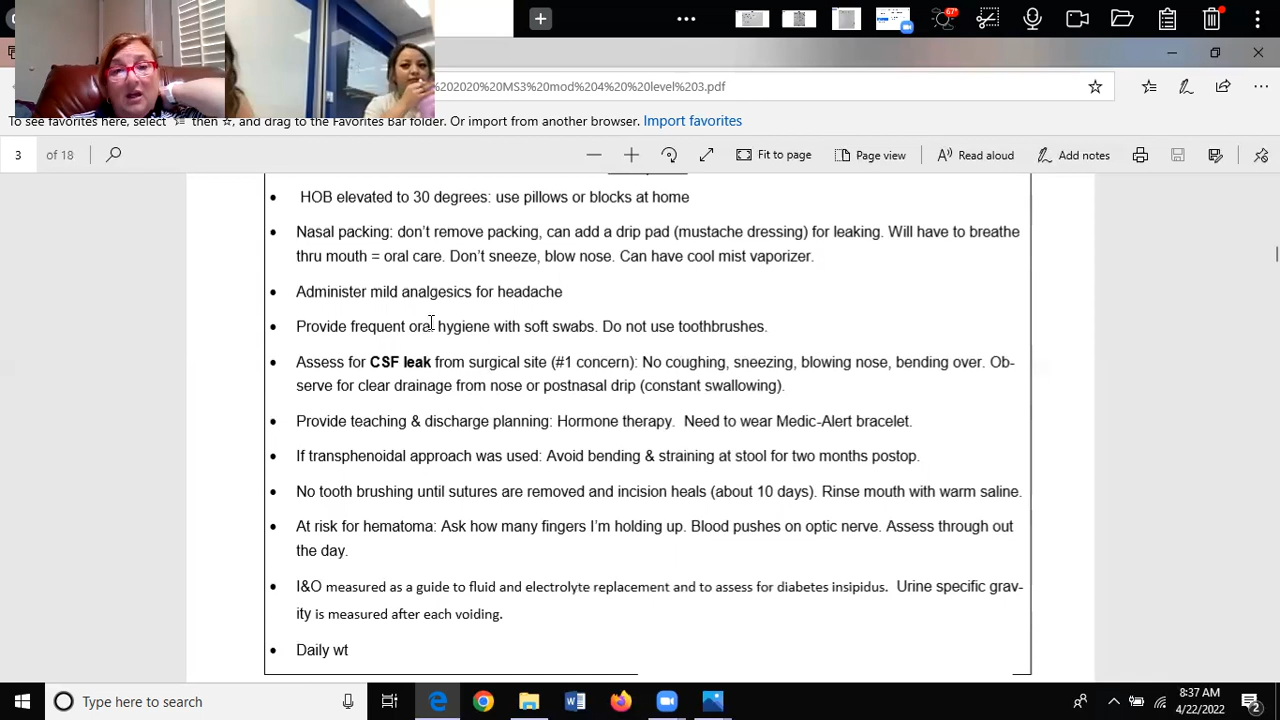 67°
%202020%20MS3%20mod%204%20%20level%203.pdf
To see favorites here, select then ☆, and drag to the Favorites Bar folder. Or import from another browser. Import favorites
3 of 18
Fit to page
Page view
Read aloud
Add notes
• HOB elevated to 30 degrees: use pillows or blocks at home
• Nasal packing: don't remove packing, can add a drip pad (mustache dressing) for leaking. Will have to breathe
thru mouth = oral care. Don't sneeze, blow nose. Can have cool mist vaporizer.
• Administer mild analgesics for headache
• Provide frequent oral hygiene with soft swabs. Do not use toothbrushes.
• Assess for CSF leak from surgical site (#1 concern): No coughing, sneezing, blowing nose, bending over. Ob-
serve for clear drainage from nose or postnasal drip (constant swallowing).
• Provide teaching & discharge planning: Hormone therapy. Need to wear Medic-Alert bracelet.
• If transphenoidal approach was used: Avoid bending & straining at stool for two months postop.
• No tooth brushing until sutures are removed and incision heals (about 10 days). Rinse mouth with warm saline.
• At risk for hematoma: Ask how many fingers I'm holding up. Blood pushes on optic nerve. Assess through out
the day.
• I&O measured as a guide to fluid and electrolyte replacement and to assess for diabetes insipidus. Urine specific grav-
ity is measured after each voiding.
• Daily wt
Type here to search
8:37 AM
4/22/2022
2